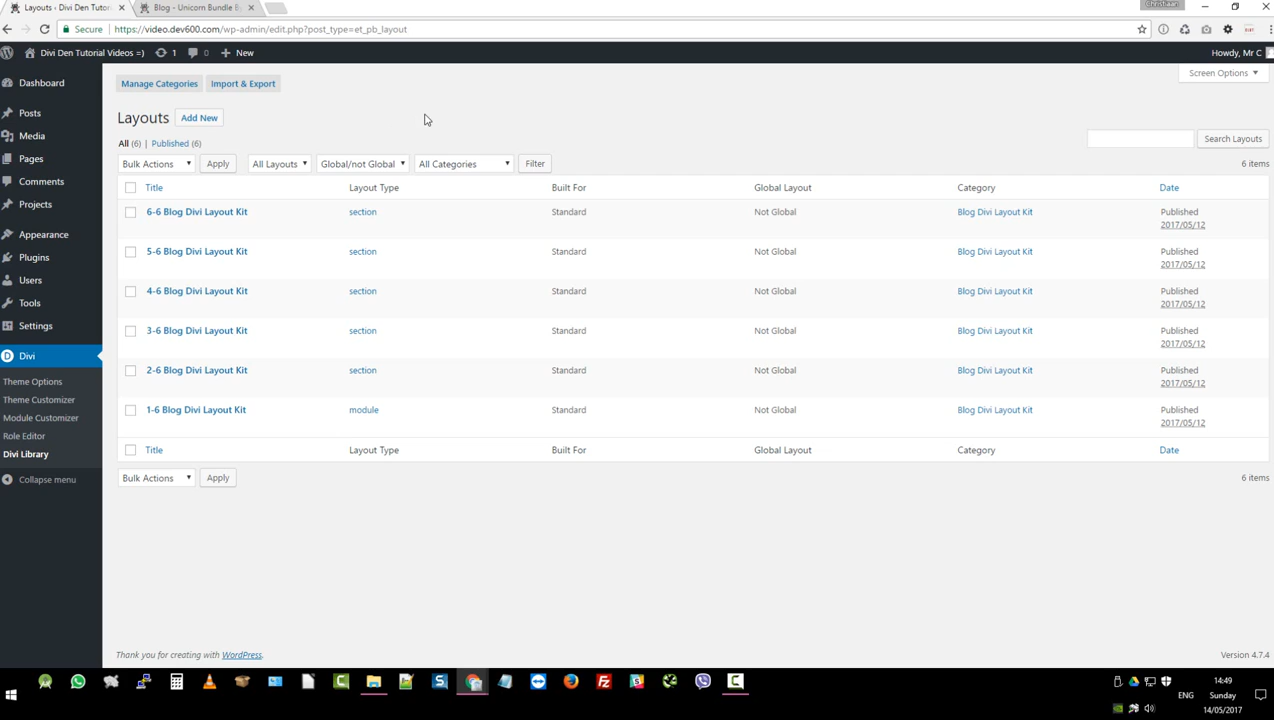 Layouts ‹ Divi Den Tutori
Blog - Unicorn Bundle B
Christiaan
Secure
https://video.dev600.com/wp-admin/edit.php?post_type=et_pb_layout
Divi Den Tutorial Videos =)
1
0
New
Howdy, Mr C
Dashboard
Posts
Media
Pages
Comments
Projects
Appearance
Plugins
Users
Tools
Settings
Divi
Theme Options
Theme Customizer
Module Customizer
Role Editor
Divi Library
Collapse menu
Manage Categories
Import & Export
Screen Options
Layouts
Add New
All (6) | Published (6)
Search Layouts
Bulk Actions
Apply
All Layouts
Global/not Global
All Categories
Filter
6 items
Title Layout Type Built For Global Layout Category Date
6-6 Blog Divi Layout Kit section Standard Not Global Blog Divi Layout Kit Published
2017/05/12
5-6 Blog Divi Layout Kit section Standard Not Global Blog Divi Layout Kit Published
2017/05/12
4-6 Blog Divi Layout Kit section Standard Not Global Blog Divi Layout Kit Published
2017/05/12
3-6 Blog Divi Layout Kit section Standard Not Global Blog Divi Layout Kit Published
2017/05/12
2-6 Blog Divi Layout Kit section Standard Not Global Blog Divi Layout Kit Published
2017/05/12
1-6 Blog Divi Layout Kit module Standard Not Global Blog Divi Layout Kit Published
2017/05/12
Title Layout Type Built For Global Layout Category Date
Bulk Actions
Apply
6 items
Thank you for creating with WordPress.
Version 4.7.4
14:49
ENG
Sunday
14/05/2017